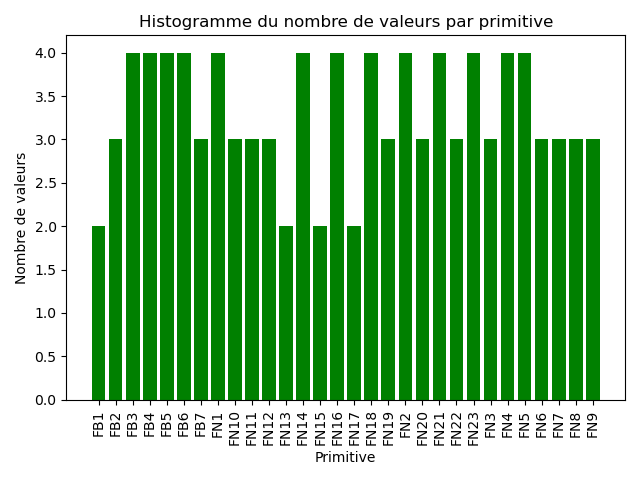 Histogramme du nombre de valeurs par primitive
Nombre de valeurs
4.0
3.5
3.0
2.5
2.0
1.5
1.0
0.5
0.0
FB1 FB2 FB3 FB4 FB5 FB6 FB7 FN1 FN10 FN11 FN12 FN13 FN14 FN15 FN16 FN17 FN18 FN19 FN2 FN20 FN21 FN22 FN23 FN3 FN4 FN5 FN6 FN7 FN8 FN9
Primitive